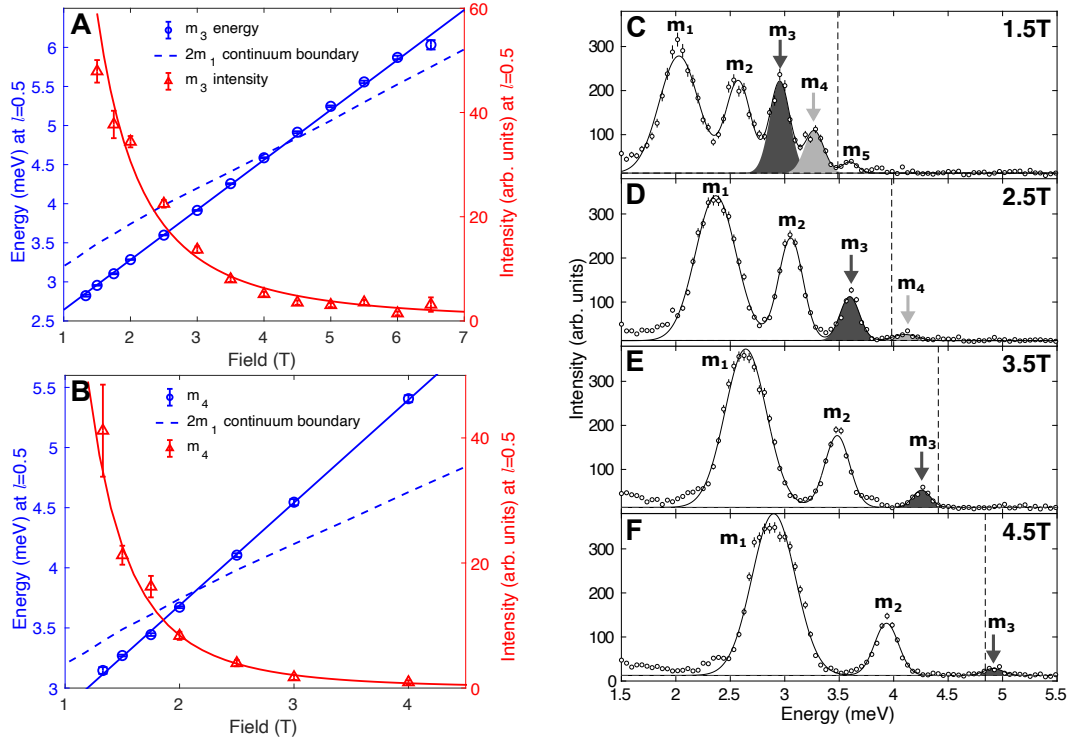 A
m3 energy
2m1 continuum boundary
m3 intensity
Energy (meV) at l=0.5
6
5.5
5
4.5
4
3.5
3
2.5
60
40
20
0
Intensity (arb. units) at l=0.5
1 2 3 4 5 6 7
Field (T)
B
m4
2m1 continuum boundary
m4
Energy (meV) at l=0.5
5.5
5
4.5
4
3.5
3
40
20
0
Intensity (arb. units) at l=0.5
1 2 3 4
Field (T)
C
1.5T
m1
m2
m3
m4
m5
300
200
100
D
2.5T
m1
m2
m3
m4
300
200
100
E
3.5T
m1
m2
m3
300
200
100
F
4.5T
m1
m2
m3
300
200
100
0
Intensity (arb. units)
1.5 2 2.5 3 3.5 4 4.5 5 5.5
Energy (meV)